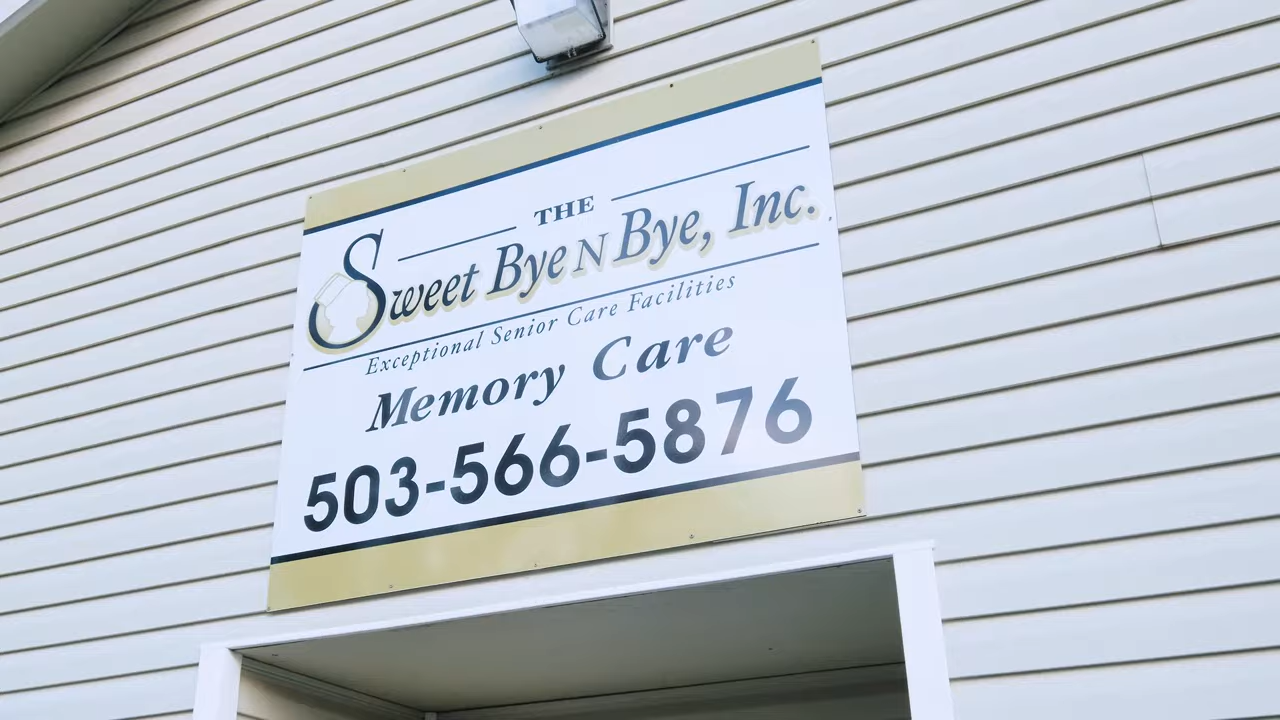 THE
Sweet Bye N Bye, Inc.
Exceptional Senior Care Facilities
Memory Care
503-566-5876